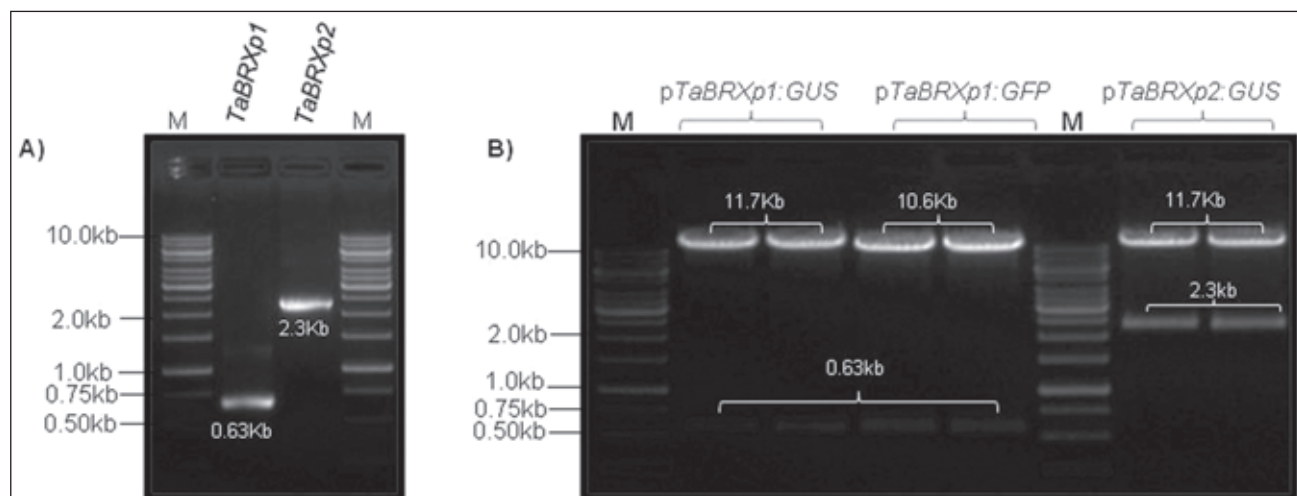 A)
M
TaBRXp1
TaBRXp2
M
10.0kb
2.0kb
1.0kb
0.75kb
0.50kb
2.3Kb
0.63Kb
B)
pTaBRXp1:GUS pTaBRXp1:GFP pTaBRXp2:GUS
M M
11.7Kb 10.6Kb 11.7Kb
10.0kb
2.3kb
2.0kb
0.63kb
1.0kb
0.75kb
0.50kb